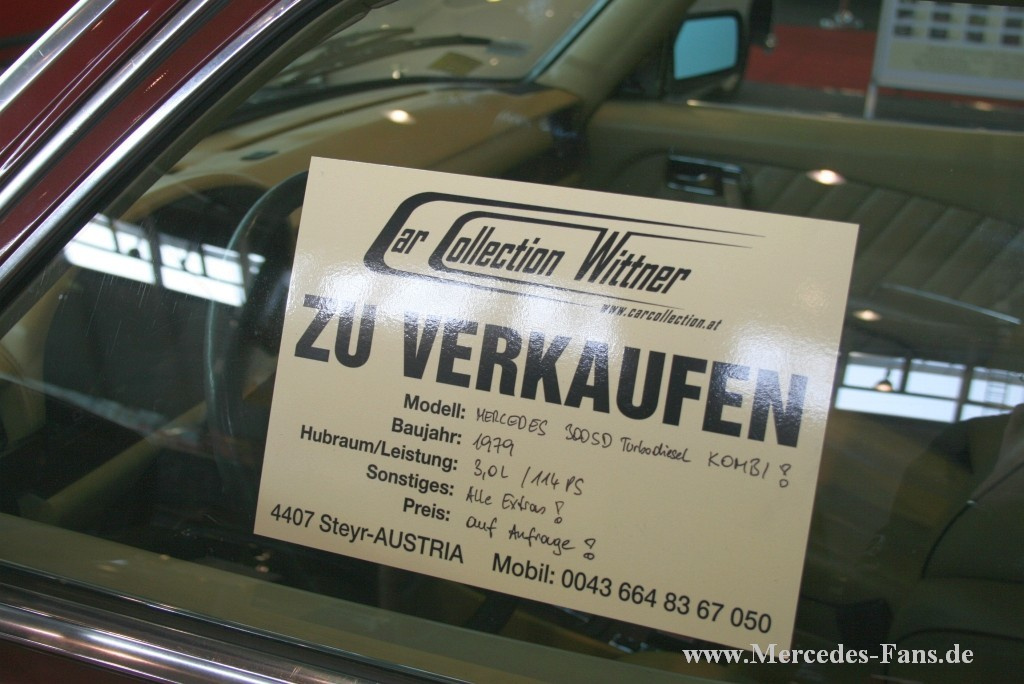 Car Collection Wittner
www.carcollection.at
ZU VERKAUFEN
Modell: MERCEDES 300SD Turbodiesel KOMBI!
Baujahr: 1979
Hubraum/Leistung: 3,0L / 114 PS
Sonstiges: Alle Extras!
Preis: auf Anfrage!
4407 Steyr-AUSTRIA Mobil: 0043 664 83 67 050
www.Mercedes-Fans.de